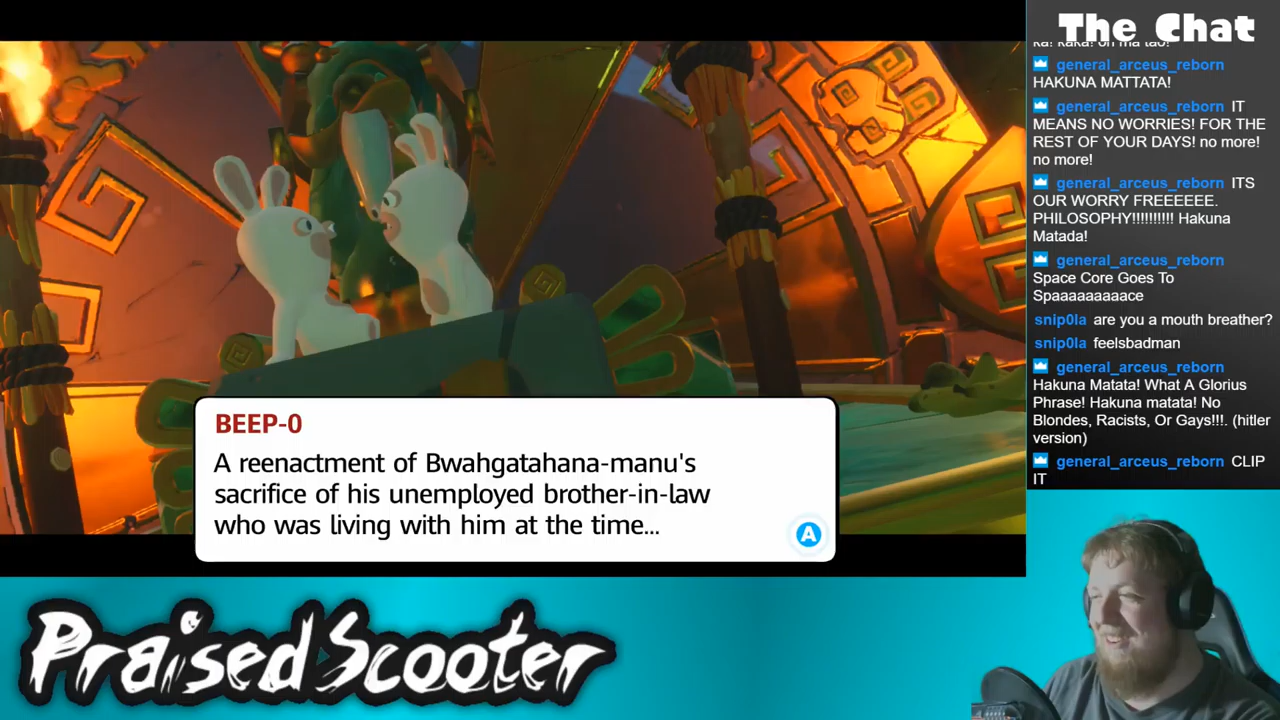 The Chat
general_arceus_reborn
HAKUNA MATTATA!
general_arceus_reborn IT
MEANS NO WORRIES! FOR THE
REST OF YOUR DAYS! no more!
no more!
general_arceus_reborn ITS
OUR WORRY FREEEEEE.
PHILOSOPHY!!!!!!!!!! Hakuna
Matada!
general_arceus_reborn
Space Core Goes To
Spaaaaaaaaace
snip0la are you a mouth breather?
snip0la feelsbadman
general_arceus_reborn
Hakuna Matata! What A Glorius
Phrase! Hakuna matata! No
Blondes, Racists, Or Gays!!!. (hitler
version)
general_arceus_reborn CLIP
IT
BEEP-0
A reenactment of Bwahgatahana-manu's
sacrifice of his unemployed brother-in-law
who was living with him at the time...
A
PraisedScooter